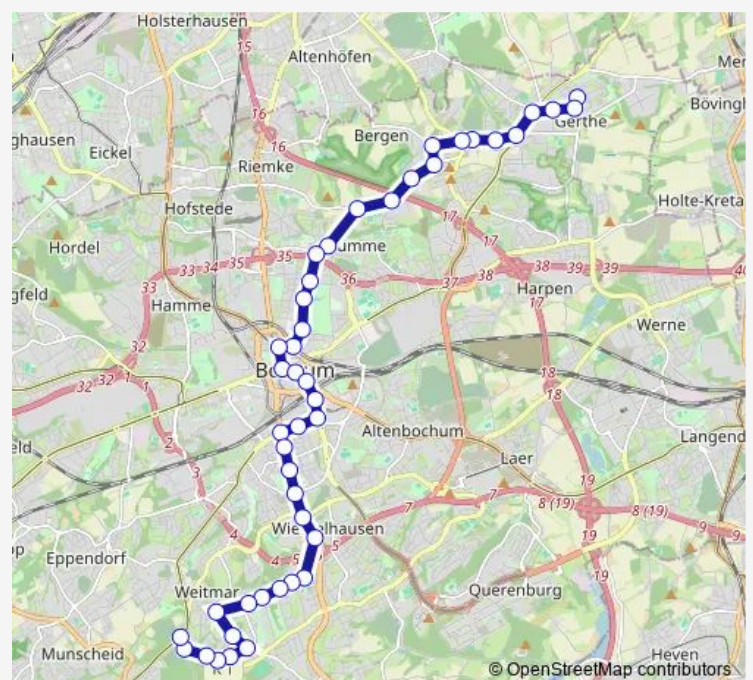 Holsterhausen
15
Altenhöfen
Mer
16
16
Bergen
Gerthe
Bövingh
ghausen
Eickel
Riemke
Hofstede
17
Holte-Kreta
Hordel
umme
17
33 34 35
35
36
37
38
38
39
39
40
33
Harpen
17
gfeld
Hamme
Werne
32
32
32
1
1
18
18
Altenbochum
Langend
eld
2
Laer
3
19
7
7
8 (19)
8 (19)
9
9
4
Wie elhausen
5
19
Eppendorf
4
5
19
Weitmar
Querenburg
Munscheid
Heven
© OpenStreetMap contributors